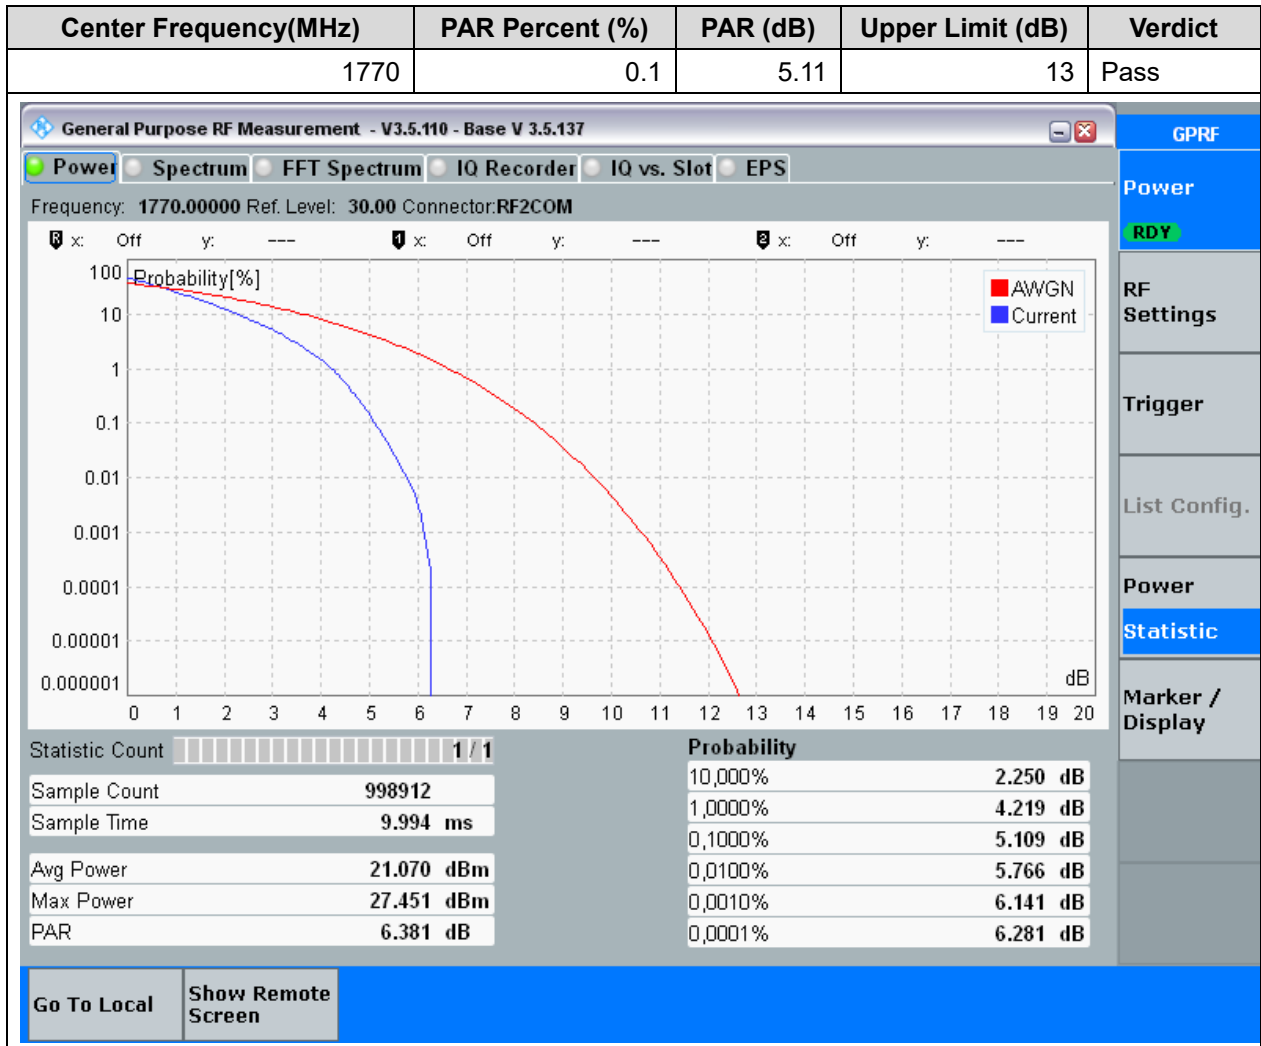 Center Frequency(MHz) PAR Percent (%) PAR (dB) Upper Limit (dB) Verdict
1770 0.1 5.11 13 Pass
General Purpose RF Measurement - V3.5.110 - Base V 3.5.137
GPRF
Power Spectrum FFT Spectrum IQ Recorder IQ vs. Slot EPS
Frequency: 1770.00000 Ref. Level: 30.00 Connector:RF2COM
R x: Off y: --- 1 x: Off y: --- 2 x: Off y: ---
Probability[%]
AWGN
Current
100
10
1
0.1
0.01
0.001
0.0001
0.00001
0.000001
dB
0 1 2 3 4 5 6 7 8 9 10 11 12 13 14 15 16 17 18 19 20
Statistic Count 1 / 1
Sample Count 998912
Sample Time 9.994 ms
Avg Power 21.070 dBm
Max Power 27.451 dBm
PAR 6.381 dB
Probability
10,000% 2.250 dB
1,0000% 4.219 dB
0,1000% 5.109 dB
0,0100% 5.766 dB
0,0010% 6.141 dB
0,0001% 6.281 dB
Power
RDY
RF
Settings
Trigger
List Config.
Power
Statistic
Marker /
Display
Go To Local
Show Remote
Screen